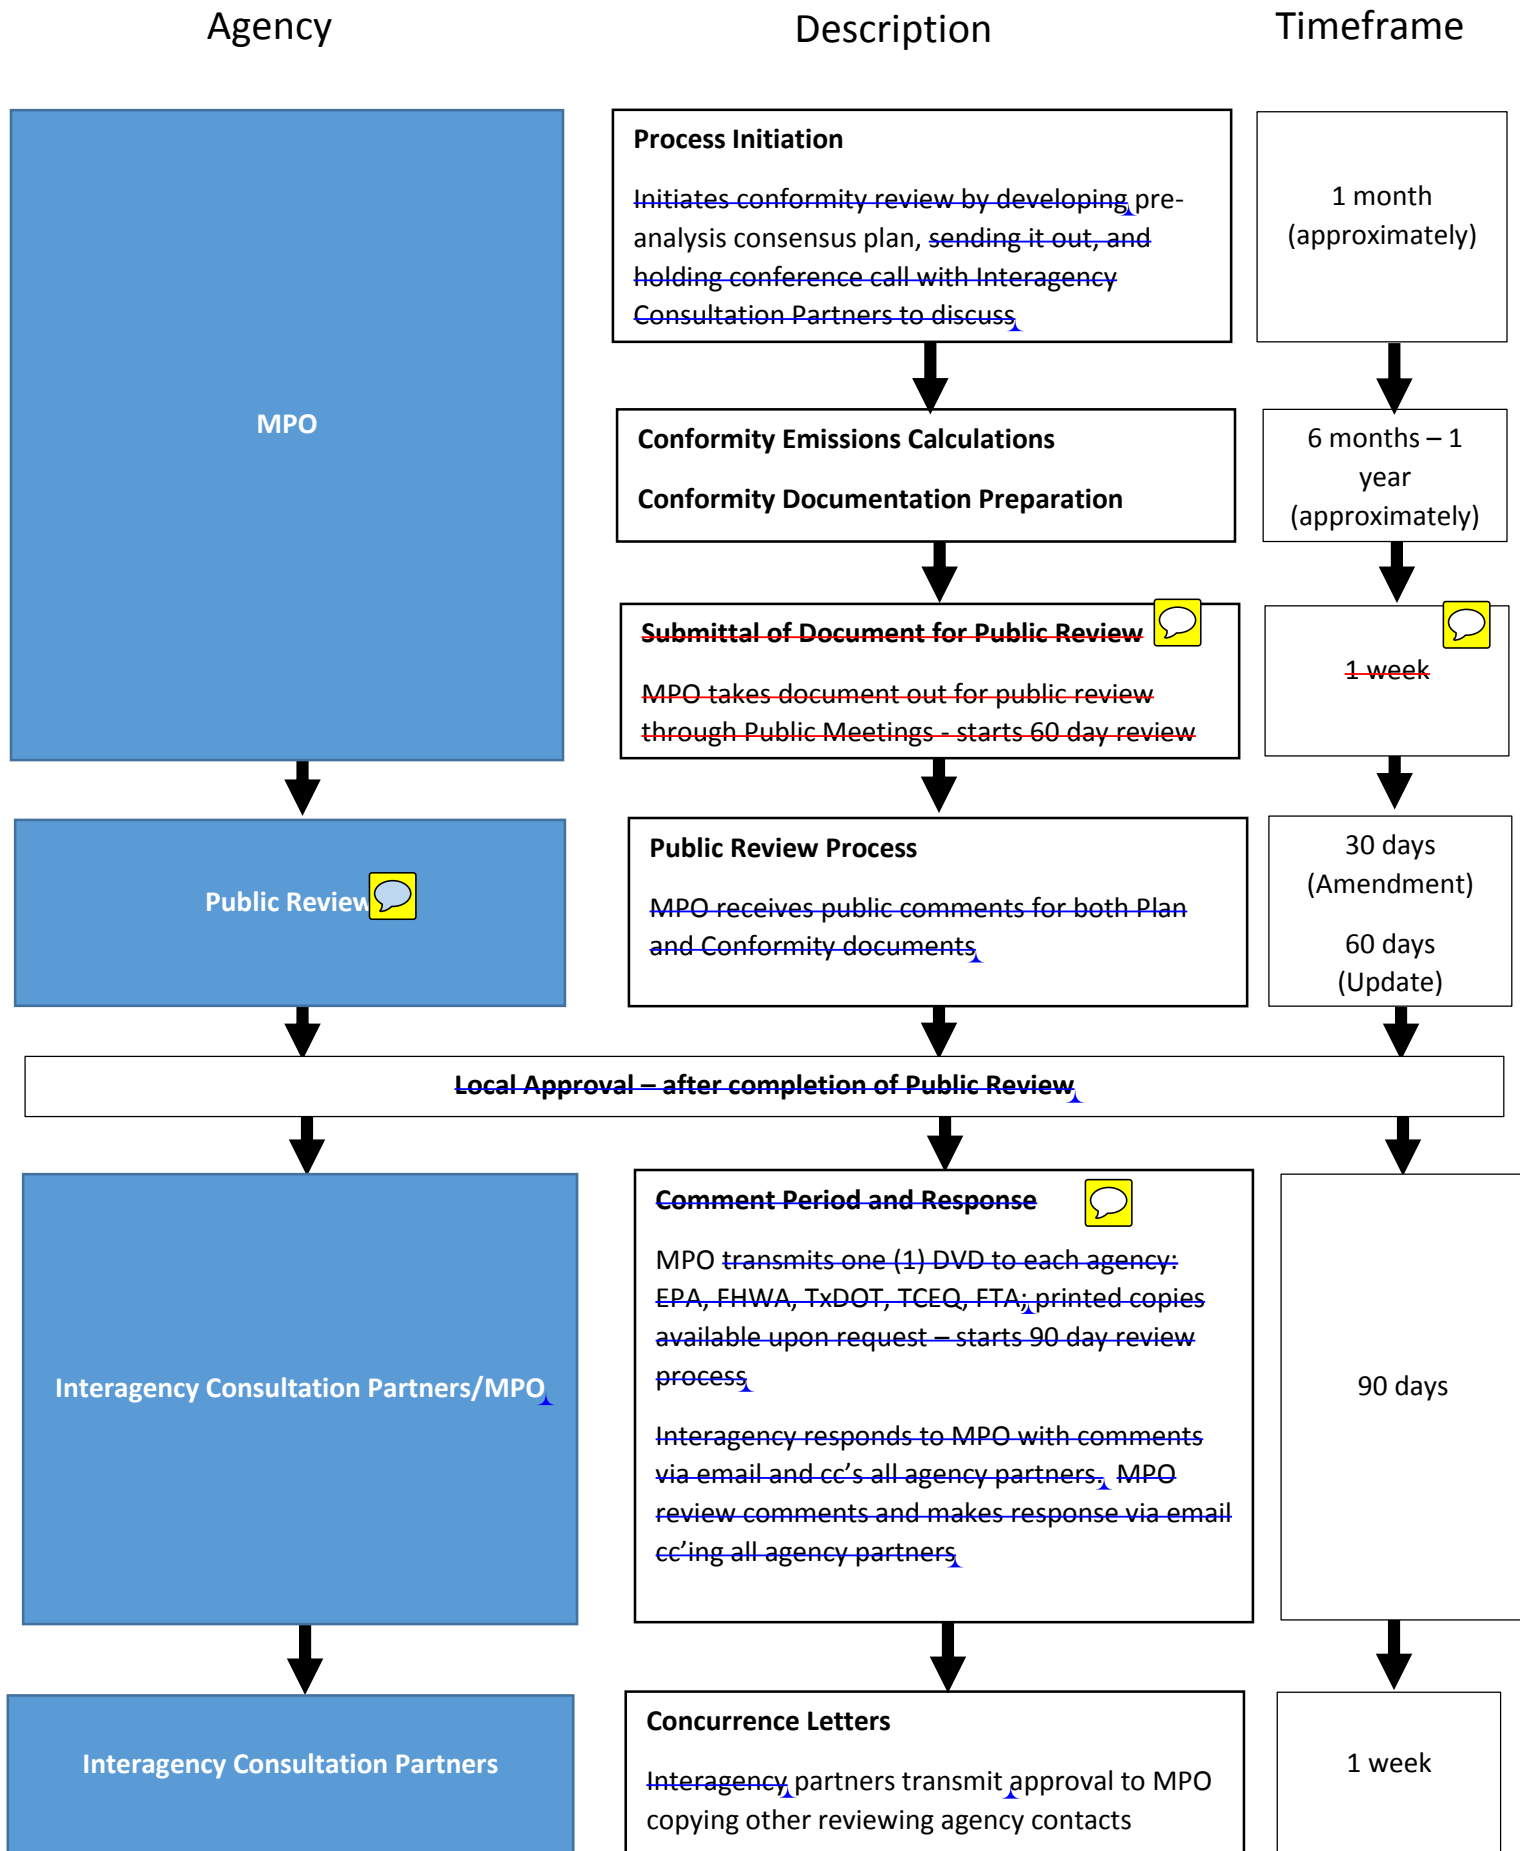 Agency
Description
Timeframe
MPO
Process Initiation
Initiates conformity review by developing pre-
analysis consensus plan, sending it out, and
holding conference call with Interagency
Consultation Partners to discuss
1 month
(approximately)
Conformity Emissions Calculations
Conformity Documentation Preparation
6 months – 1
year
(approximately)
Submittal of Document for Public Review
MPO takes document out for public review
through Public Meetings - starts 60 day review
1 week
Public Review
Public Review Process
MPO receives public comments for both Plan
and Conformity documents
30 days
(Amendment)
60 days
(Update)
Local Approval – after completion of Public Review
Interagency Consultation Partners/MPO
Comment Period and Response
MPO transmits one (1) DVD to each agency:
EPA, FHWA, TxDOT, TCEQ, FTA; printed copies
available upon request – starts 90 day review
process
Interagency responds to MPO with comments
via email and cc's all agency partners. MPO
review comments and makes response via email
cc'ing all agency partners
90 days
Interagency Consultation Partners
Concurrence Letters
Interagency partners transmit approval to MPO
copying other reviewing agency contacts
1 week